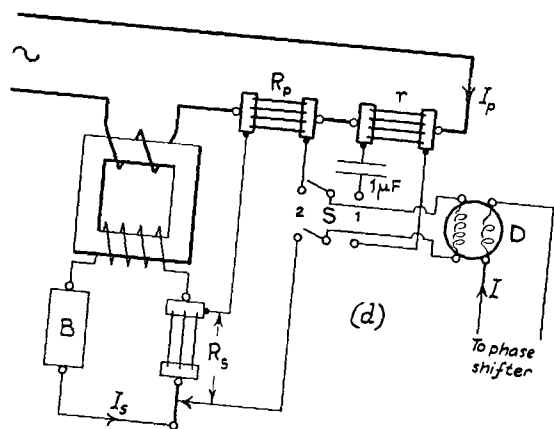 ~
R_p
r
I_p
1μF
2 S 1
D
(d)
I
B
R_s
To phase
shifter
I_s